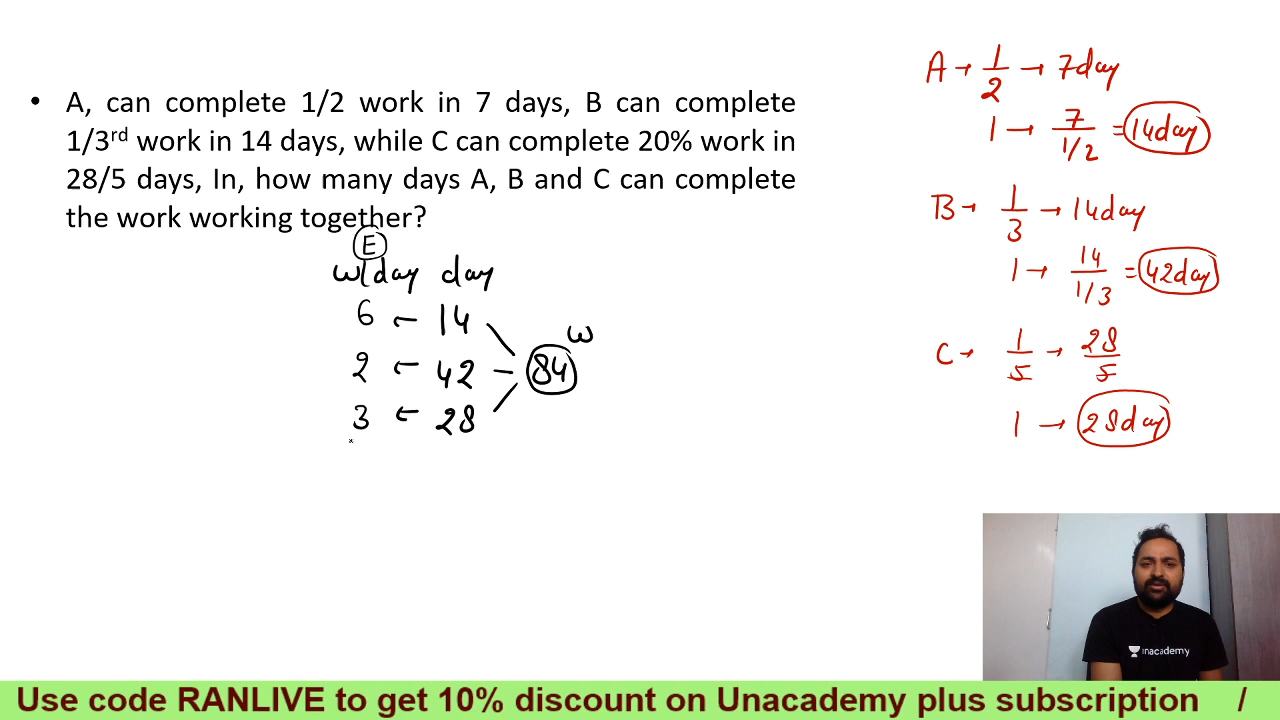 • A, can complete 1/2 work in 7 days, B can complete
1/3rd work in 14 days, while C can complete 20% work in
28/5 days, In, how many days A, B and C can complete
the work working together?
E
w/day day
6 ← 14
2 ← 42
3 ← 28
84
W
A → 1/2 → 7day
1 → 7/1/2 = 14day
B → 1/3 → 14day
1 → 14/1/3 = 42day
C → 1/5 → 28/5
1 → 28day
unacademy
Use code RANLIVE to get 10% discount on Unacademy plus subscription /